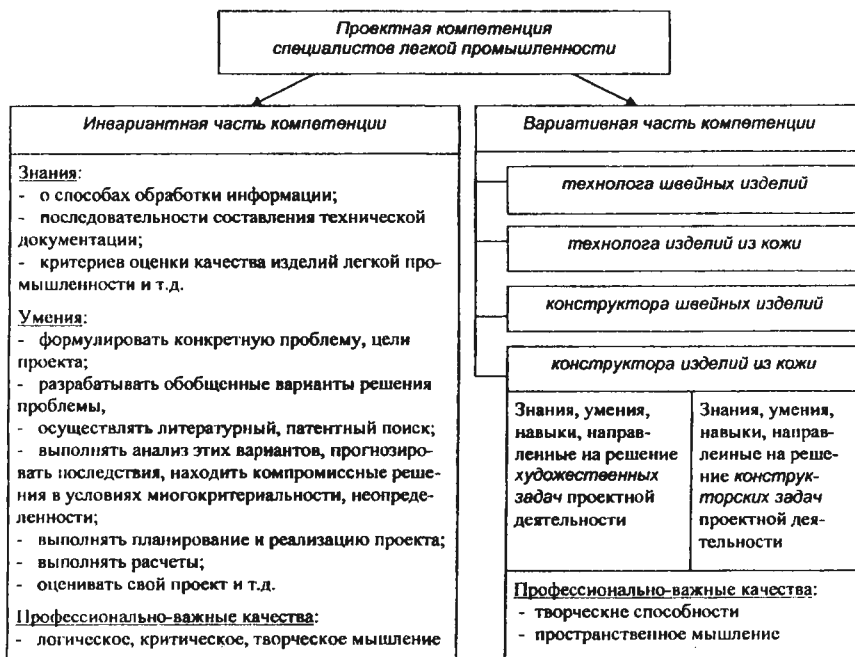 Проектная компетенция
специалистов легкой промышленности
Инвариантная часть компетенции
Знания:
- о способах обработки информации;
- последовательности составления технической
документации;
- критериев оценки качества изделий легкой про-
мышленности и т.д.
Умения:
- формулировать конкретную проблему, цели
проекта;
- разрабатывать обобщенные варианты решения
проблемы,
- осуществлять литературный, патентный поиск;
- выполнять анализ этих вариантов, прогнозиро-
вать последствия, находить компромиссные реше-
ния в условиях многокритериальности, неопреде-
ленности;
- выполнять планирование и реализацию проекта;
- выполнять расчеты;
- оценивать свой проект и т.д.
Профессионально-важные качества:
- логическое, критическое, творческое мышление
Вариативная часть компетенции
технолога швейных изделий
технолога изделий из кожи
конструктора швейных изделий
конструктора изделий из кожи
Знания, умения,
навыки, направ-
ленные на решение
художественных
задач проектной
деятельности
Знания, умения,
навыки, направ-
ленные на реше-
ние конструк-
торских задач
проектной дея-
тельности
Профессионально-важные качества:
- творческие способности
- пространственное мышление